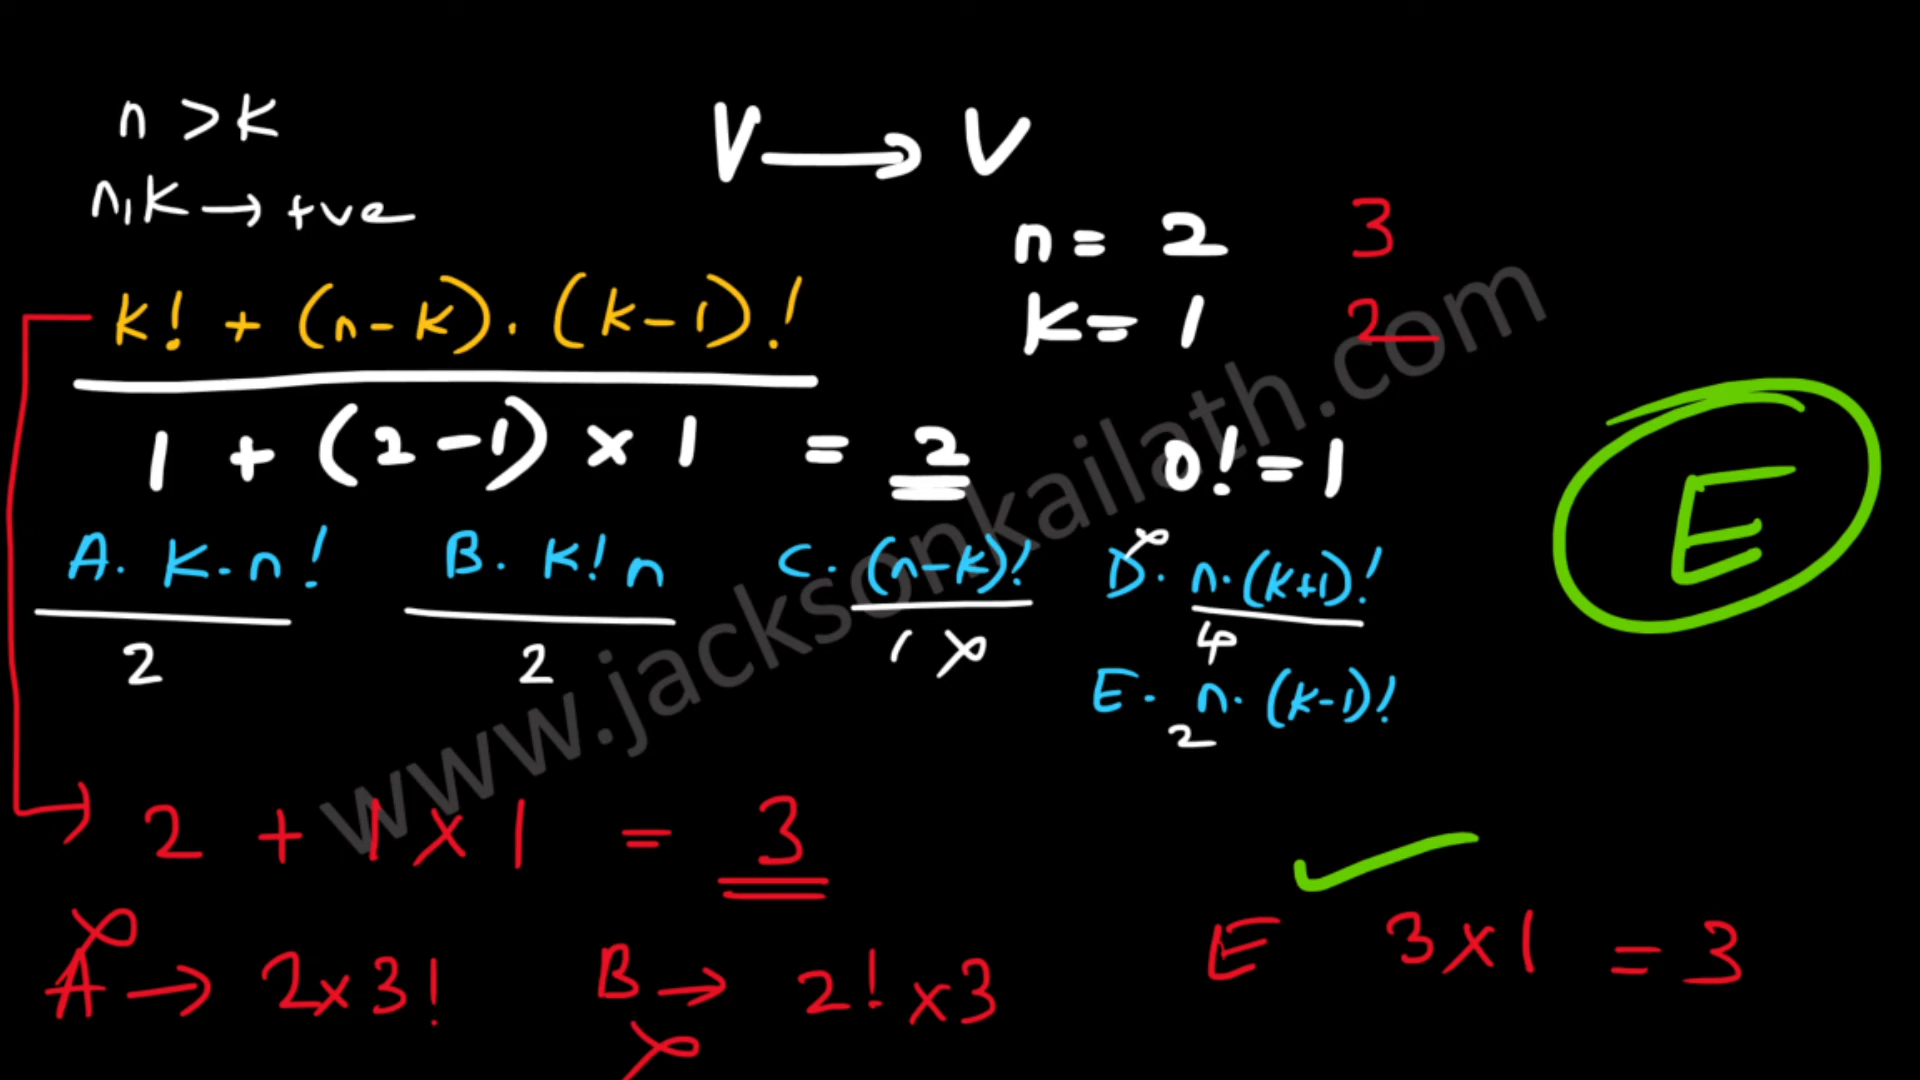 n > k
V → V
n, k → +ve
n = 2 3
k! + (n - k) . (k - 1)!
k = 1 2
1 + (2 - 1) × 1 = 2
0! = 1
E
A. k . n!
B. k! n
C. (n - k)!
D. n . (k + 1)!
2
2
1 ×
4
E. n . (k - 1)!
2
www.jacksonkailath.com
2 + 1 × 1 = 3
A → 2 × 3!
B → 2! × 3
E 3 × 1 = 3